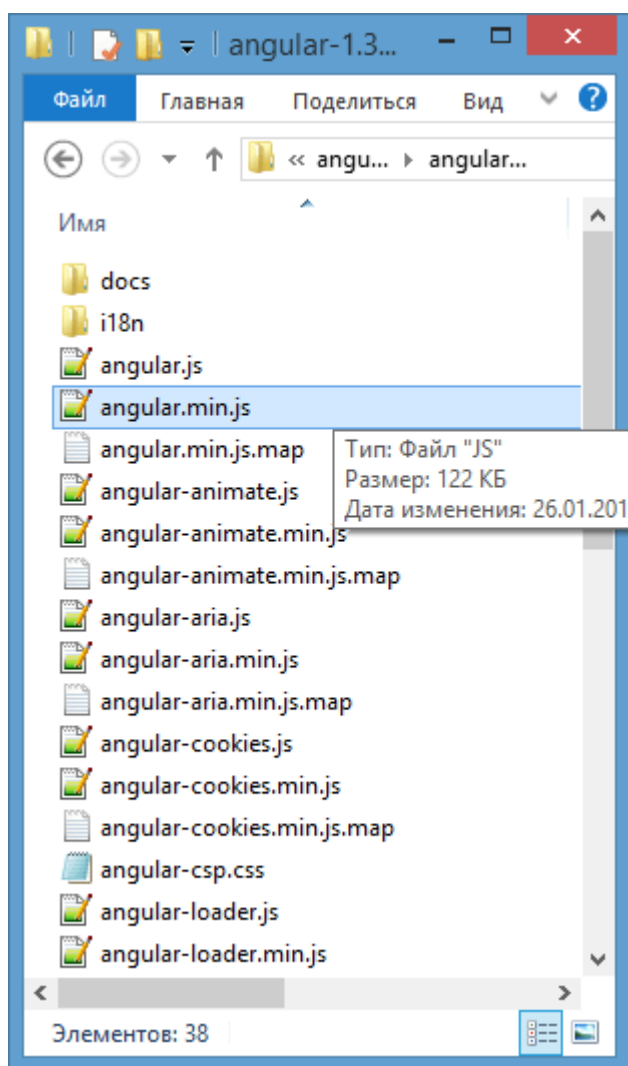 angular-1.3...
Файл Главная Поделиться Вид
« angu... angular...
Имя
docs
i18n
angular.js
angular.min.js
angular.min.js.map
Тип: Файл "JS"
Размер: 122 КБ
Дата изменения: 26.01.201
angular-animate.js
angular-animate.min.js
angular-animate.min.js.map
angular-aria.js
angular-aria.min.js
angular-aria.min.js.map
angular-cookies.js
angular-cookies.min.js
angular-cookies.min.js.map
angular-csp.css
angular-loader.js
angular-loader.min.js
Элементов: 38